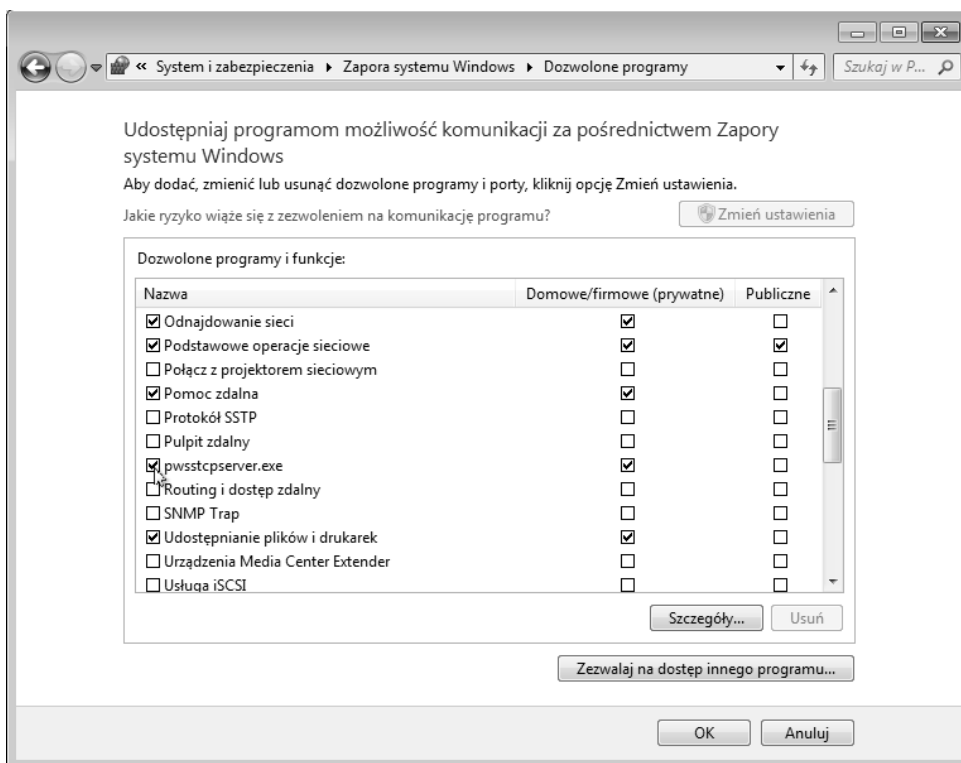 « System i zabezpieczenia ▸ Zapora systemu Windows ▸ Dozwolone programy
Szukaj w P...
Udostępniaj programom możliwość komunikacji za pośrednictwem Zapory
systemu Windows
Aby dodać, zmienić lub usunąć dozwolone programy i porty, kliknij opcję Zmień ustawienia.
Jakie ryzyko wiąże się z zezwoleniem na komunikację programu?
Zmień ustawienia
Dozwolone programy i funkcje:
Nazwa Domowe/firmowe (prywatne) Publiczne
Odnajdowanie sieci
Podstawowe operacje sieciowe
Połącz z projektorem sieciowym
Pomoc zdalna
Protokół SSTP
Pulpit zdalny
pwsstcpserver.exe
Routing i dostęp zdalny
SNMP Trap
Udostępnianie plików i drukarek
Urządzenia Media Center Extender
Usługa iSCSI
Szczegóły... Usuń
Zezwalaj na dostęp innego programu...
OK Anuluj